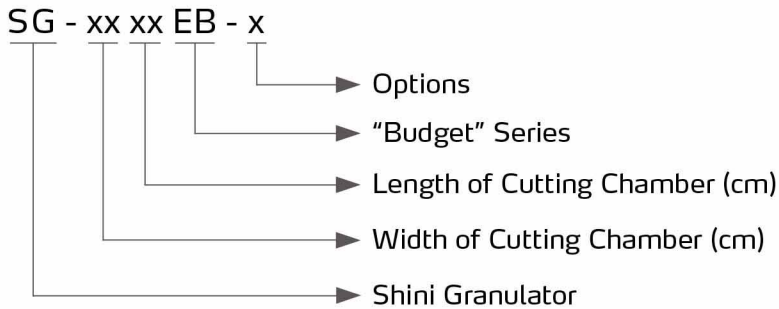 SG - xx xx EB - x
Options
“Budget” Series
Length of Cutting Chamber (cm)
Width of Cutting Chamber (cm)
Shini Granulator